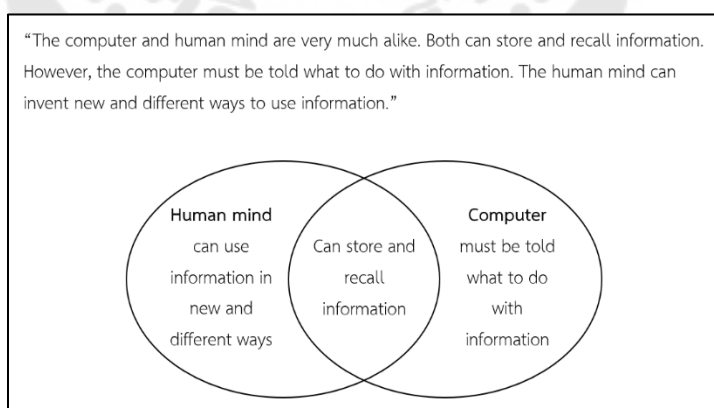 “The computer and human mind are very much alike. Both can store and recall information.
However, the computer must be told what to do with information. The human mind can
invent new and different ways to use information.”
Human mind
can use
information in
new and
different ways
Can store and
recall
information
Computer
must be told
what to do
with
information